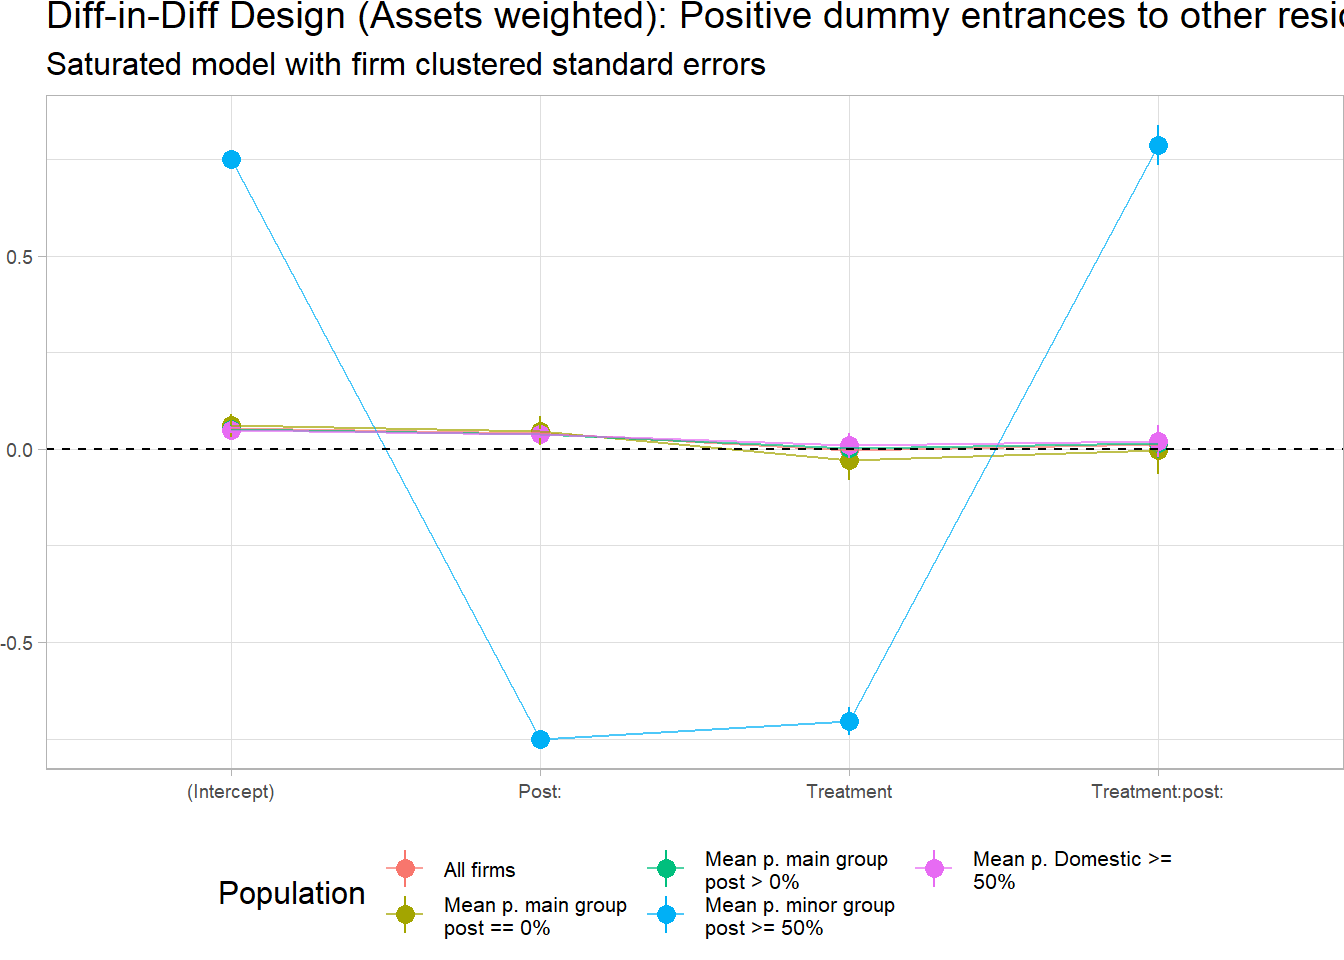 Diff-in-Diff Design (Assets weighted): Positive dummy entrances to other
Saturated model with firm clustered standard errors
0.5
0.0
-0.5
(Intercept) Post: Treatment Treatment:post:
Population
All firms
Mean p. main group
post == 0%
Mean p. main group
post > 0%
Mean p. minor group
post >= 50%
Mean p. Domestic >=
50%